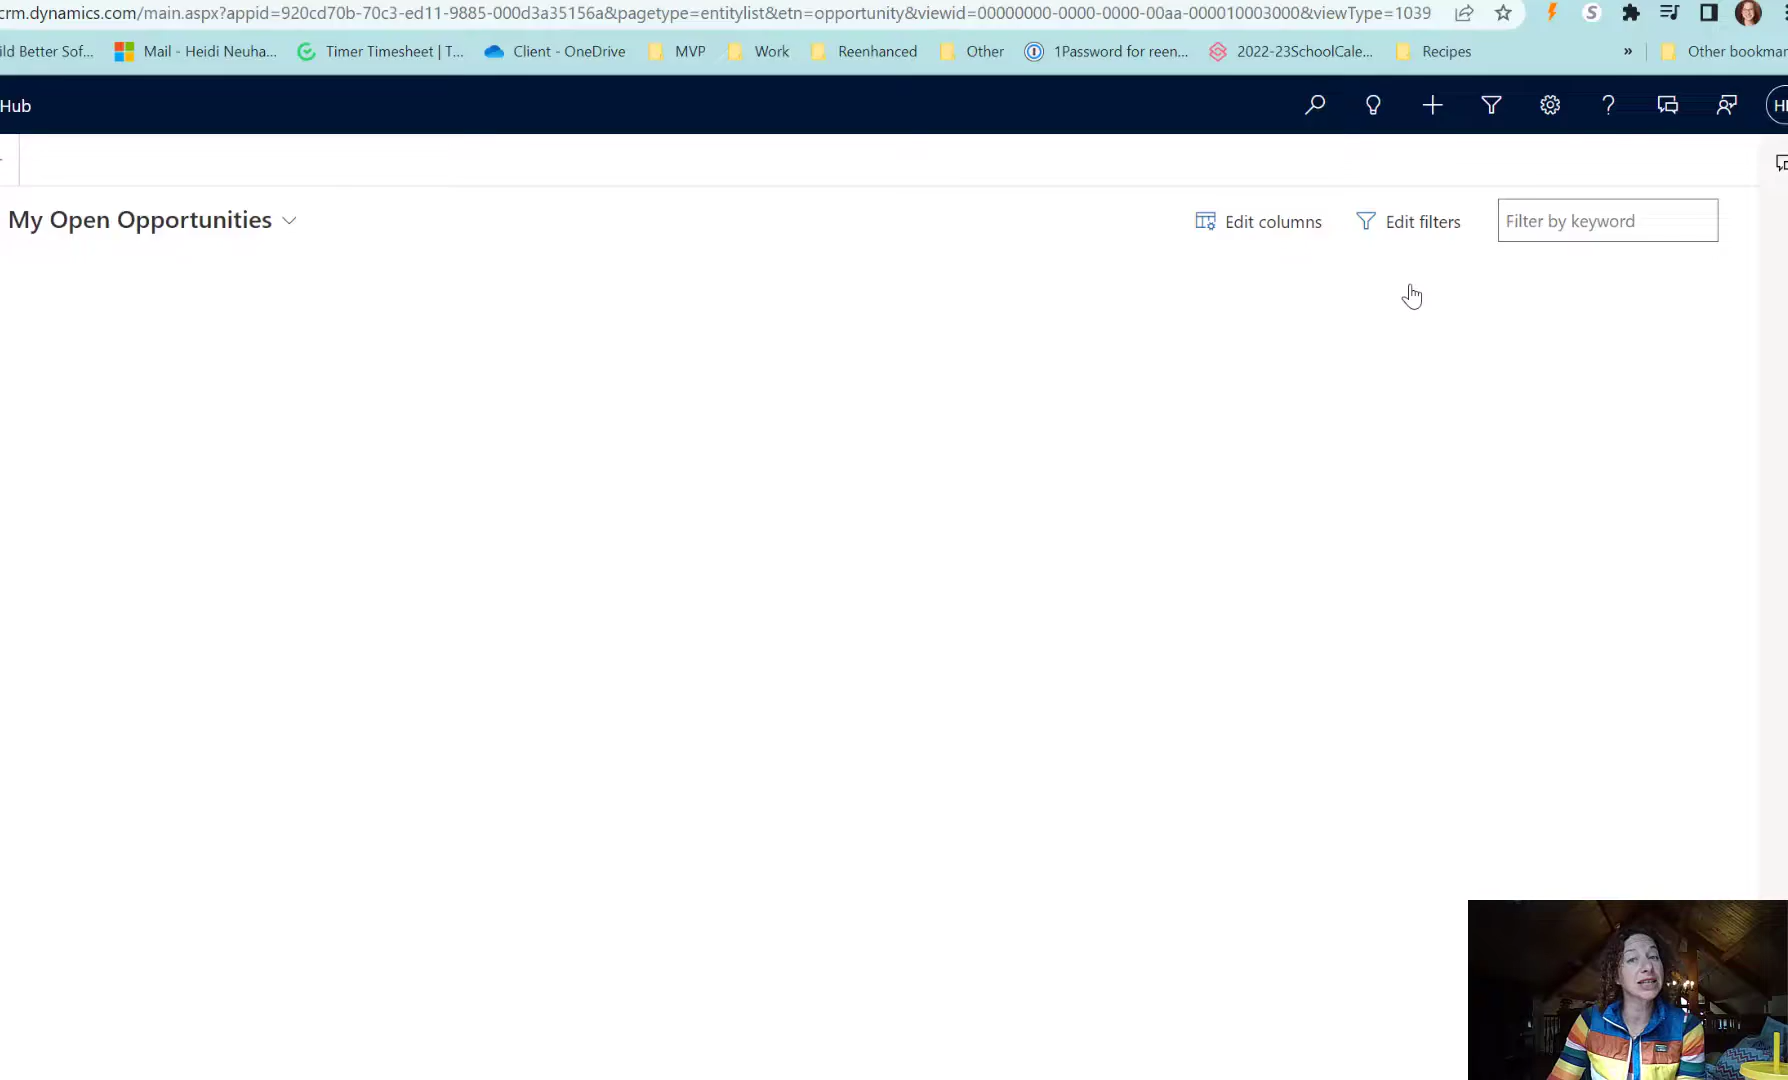 crm.dynamics.com/main.aspx?appid=920cd70b-70c3-ed11-9885-000d3a35156a&pagetype=entitylist&etn=opportunity&viewid=00000000-0000-0000-00aa-000010003000&viewType=1039
ild Better Sof... Mail - Heidi Neuha... Timer Timesheet | T... Client - OneDrive MVP Work Reenhanced Other 1Password for reen... 2022-23SchoolCale... Recipes » Other bookmar
Hub
My Open Opportunities Edit columns Edit filters Filter by keyword